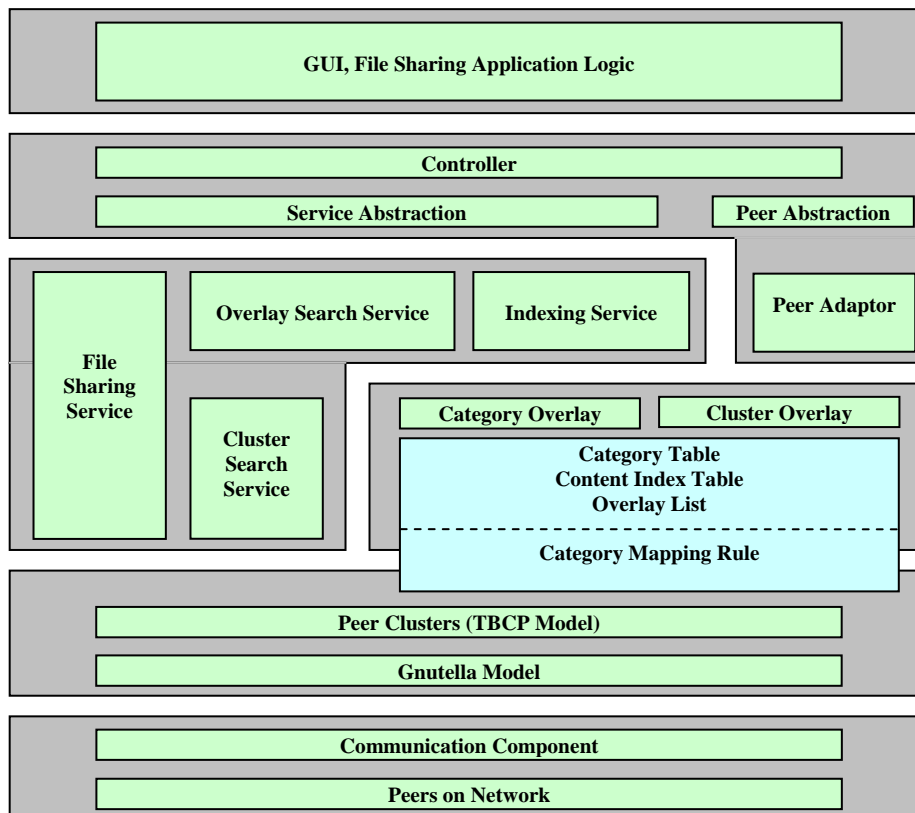 GUI, File Sharing Application Logic
Controller
Service Abstraction
Peer Abstraction
File
Sharing
Service
Overlay Search Service
Indexing Service
Peer Adaptor
Cluster
Search
Service
Category Overlay
Cluster Overlay
Category Table
Content Index Table
Overlay List
Category Mapping Rule
Peer Clusters (TBCP Model)
Gnutella Model
Communication Component
Peers on Network